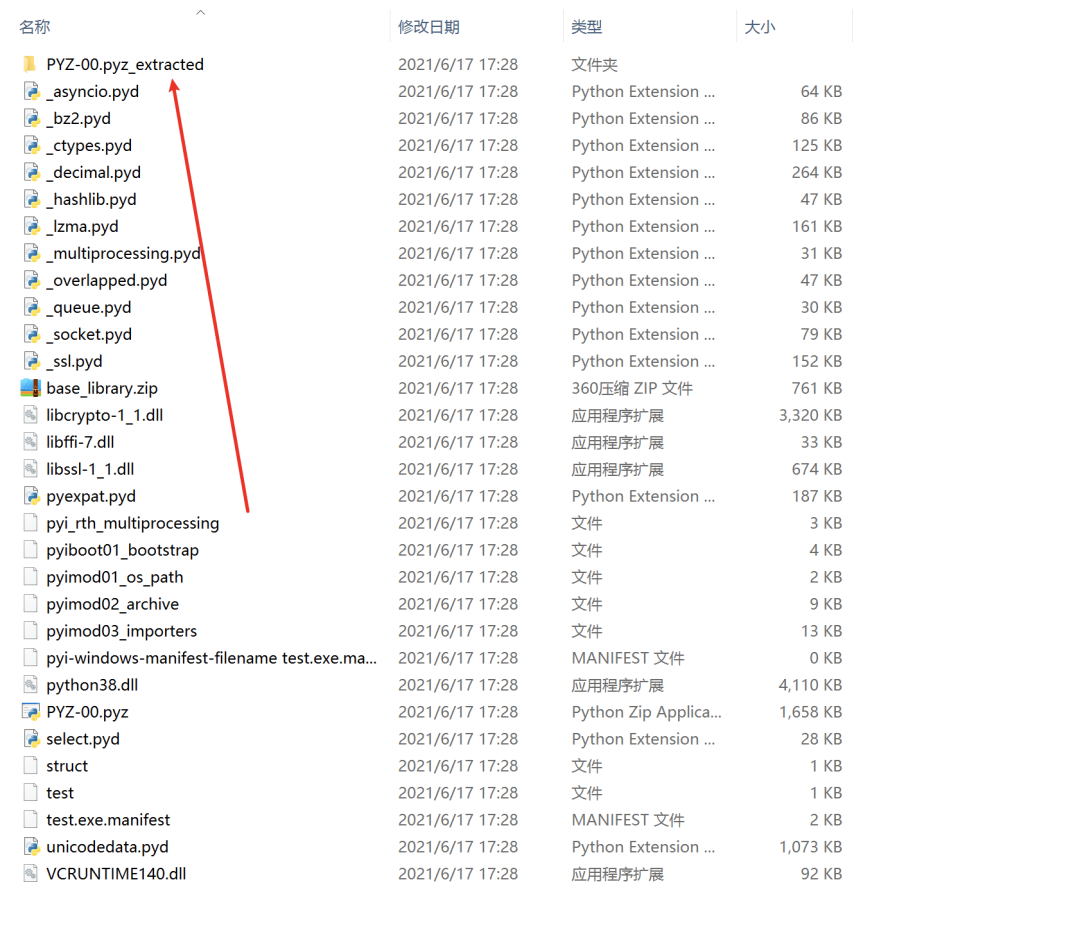 名称 修改日期 类型 大小
PYZ-00.pyz_extracted 2021/6/17 17:28 文件夹
_asyncio.pyd 2021/6/17 17:28 Python Extension ... 64 KB
_bz2.pyd 2021/6/17 17:28 Python Extension ... 86 KB
_ctypes.pyd 2021/6/17 17:28 Python Extension ... 125 KB
_decimal.pyd 2021/6/17 17:28 Python Extension ... 264 KB
_hashlib.pyd 2021/6/17 17:28 Python Extension ... 47 KB
_lzma.pyd 2021/6/17 17:28 Python Extension ... 161 KB
_multiprocessing.pyd 2021/6/17 17:28 Python Extension ... 31 KB
_overlapped.pyd 2021/6/17 17:28 Python Extension ... 47 KB
_queue.pyd 2021/6/17 17:28 Python Extension ... 30 KB
_socket.pyd 2021/6/17 17:28 Python Extension ... 79 KB
_ssl.pyd 2021/6/17 17:28 Python Extension ... 152 KB
base_library.zip 2021/6/17 17:28 360压缩 ZIP 文件 761 KB
libcrypto-1_1.dll 2021/6/17 17:28 应用程序扩展 3,320 KB
libffi-7.dll 2021/6/17 17:28 应用程序扩展 33 KB
libssl-1_1.dll 2021/6/17 17:28 应用程序扩展 674 KB
pyexpat.pyd 2021/6/17 17:28 Python Extension ... 187 KB
pyi_rth_multiprocessing 2021/6/17 17:28 文件 3 KB
pyiboot01_bootstrap 2021/6/17 17:28 文件 4 KB
pyimod01_os_path 2021/6/17 17:28 文件 2 KB
pyimod02_archive 2021/6/17 17:28 文件 9 KB
pyimod03_importers 2021/6/17 17:28 文件 13 KB
pyi-windows-manifest-filename test.exe.ma... 2021/6/17 17:28 MANIFEST 文件 0 KB
python38.dll 2021/6/17 17:28 应用程序扩展 4,110 KB
PYZ-00.pyz 2021/6/17 17:28 Python Zip Applica... 1,658 KB
select.pyd 2021/6/17 17:28 Python Extension ... 28 KB
struct 2021/6/17 17:28 文件 1 KB
test 2021/6/17 17:28 文件 1 KB
test.exe.manifest 2021/6/17 17:28 MANIFEST 文件 2 KB
unicodedata.pyd 2021/6/17 17:28 Python Extension ... 1,073 KB
VCRUNTIME140.dll 2021/6/17 17:28 应用程序扩展 92 KB